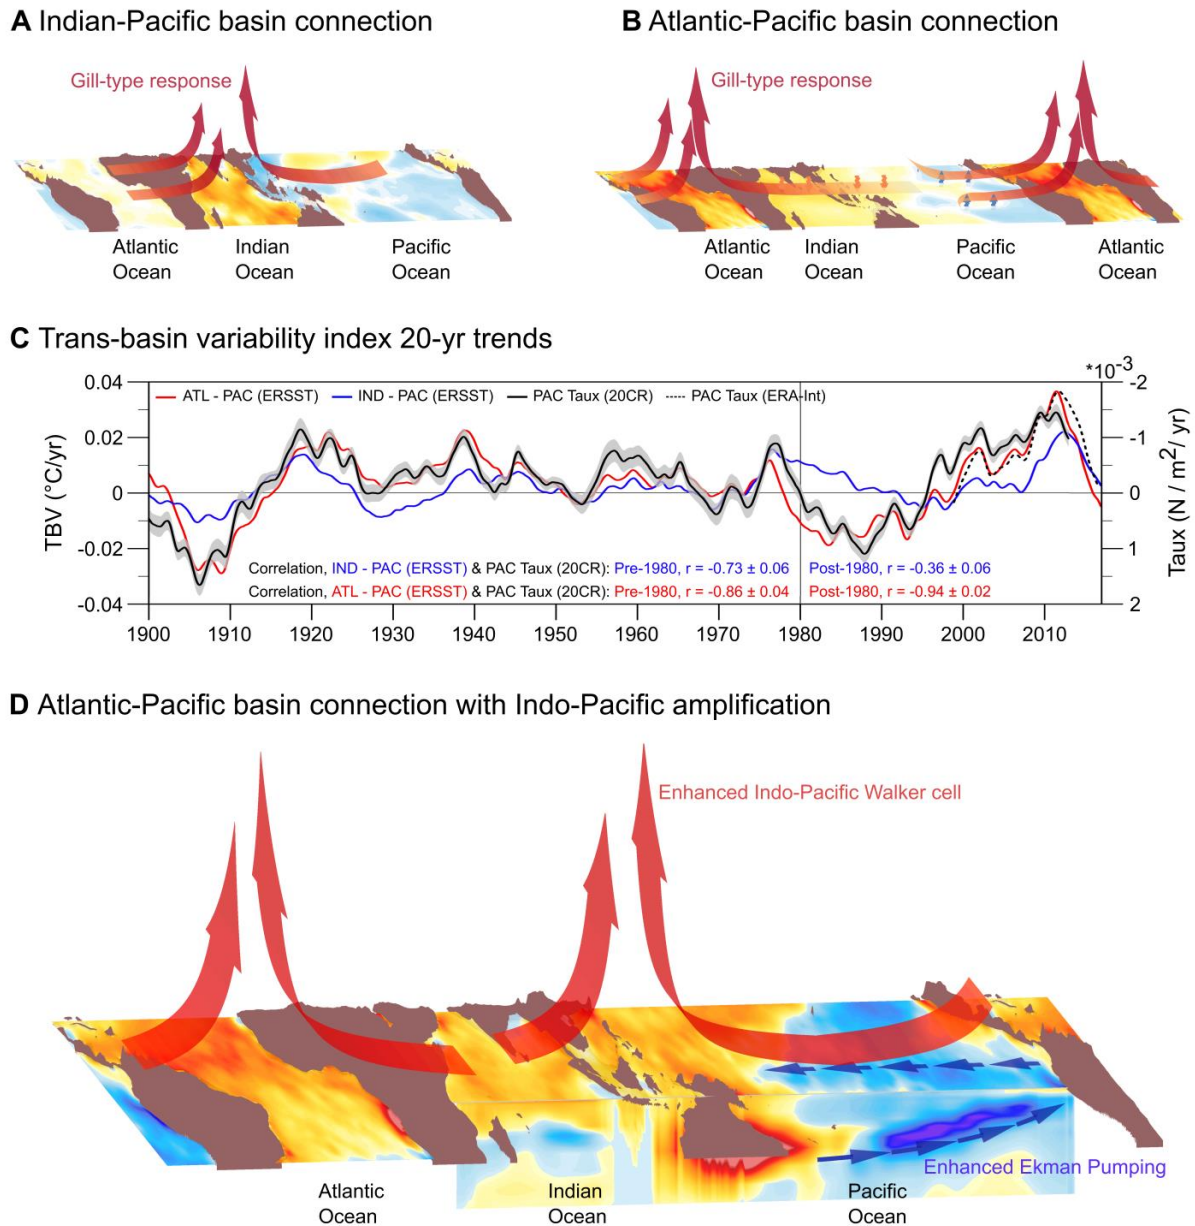 A Indian-Pacific basin connection
Gill-type response
Atlantic Ocean
Indian Ocean
Pacific Ocean
B Atlantic-Pacific basin connection
Gill-type response
Atlantic Ocean
Indian Ocean
Pacific Ocean
Atlantic Ocean
C Trans-basin variability index 20-yr trends
*10-3
ATL - PAC (ERSST) IND - PAC (ERSST) PAC Taux (20CR) PAC Taux (ERA-Int)
TBV (°C/yr)
0.04
0.02
0
-0.02
-0.04
-2
-1
0
1
2
Taux (N / m2/ yr)
Correlation, IND - PAC (ERSST) & PAC Taux (20CR): Pre-1980, r = -0.73 ± 0.06 Post-1980, r = -0.36 ± 0.06
Correlation, ATL - PAC (ERSST) & PAC Taux (20CR): Pre-1980, r = -0.86 ± 0.04 Post-1980, r = -0.94 ± 0.02
1900 1910 1920 1930 1940 1950 1960 1970 1980 1990 2000 2010
D Atlantic-Pacific basin connection with Indo-Pacific amplification
Enhanced Indo-Pacific Walker cell
Enhanced Ekman Pumping
Atlantic Ocean
Indian Ocean
Pacific Ocean